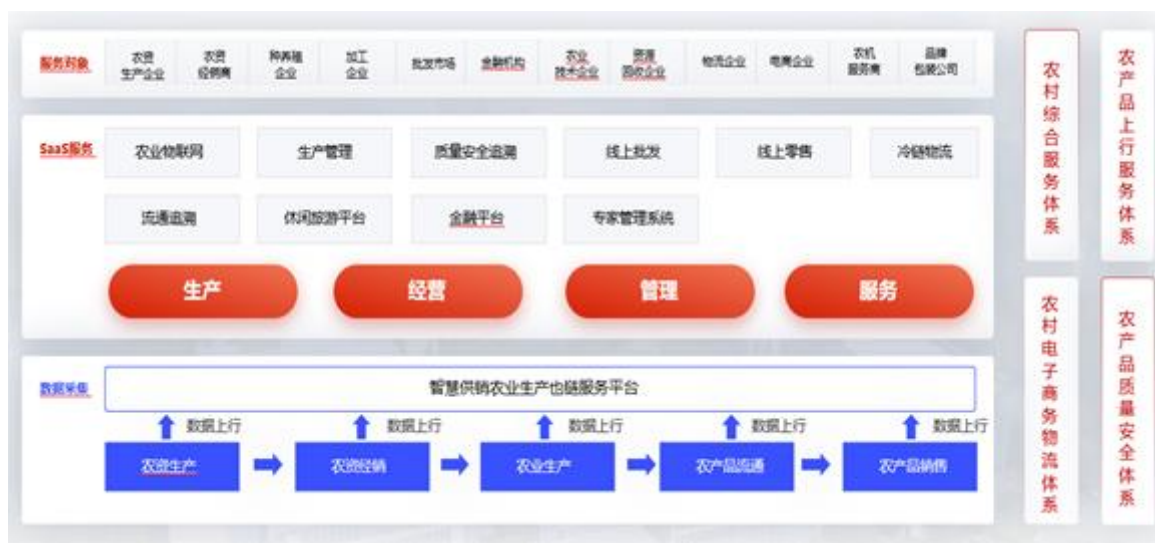 服务对象
农资
生产企业
农资
经销商
种养殖
企业
加工
企业
批发市场
金融机构
农业
技术企业
资源
回收企业
物流企业
电商企业
农机
服务商
品牌
包装公司
SaaS服务
农业物联网
生产管理
质量安全追溯
线上批发
线上零售
冷链物流
流通追溯
休闲旅游平台
金融平台
专家管理系统
生产
经营
管理
服务
数据采集
智慧供销农业生产也链服务平台
数据上行
数据上行
数据上行
数据上行
数据上行
农资生产
农资经销
农业生产
农产品流通
农产品销售
农村综合服务体系
农产品上行服务体系
农村电子商务物流体系
农产品质量安全体系